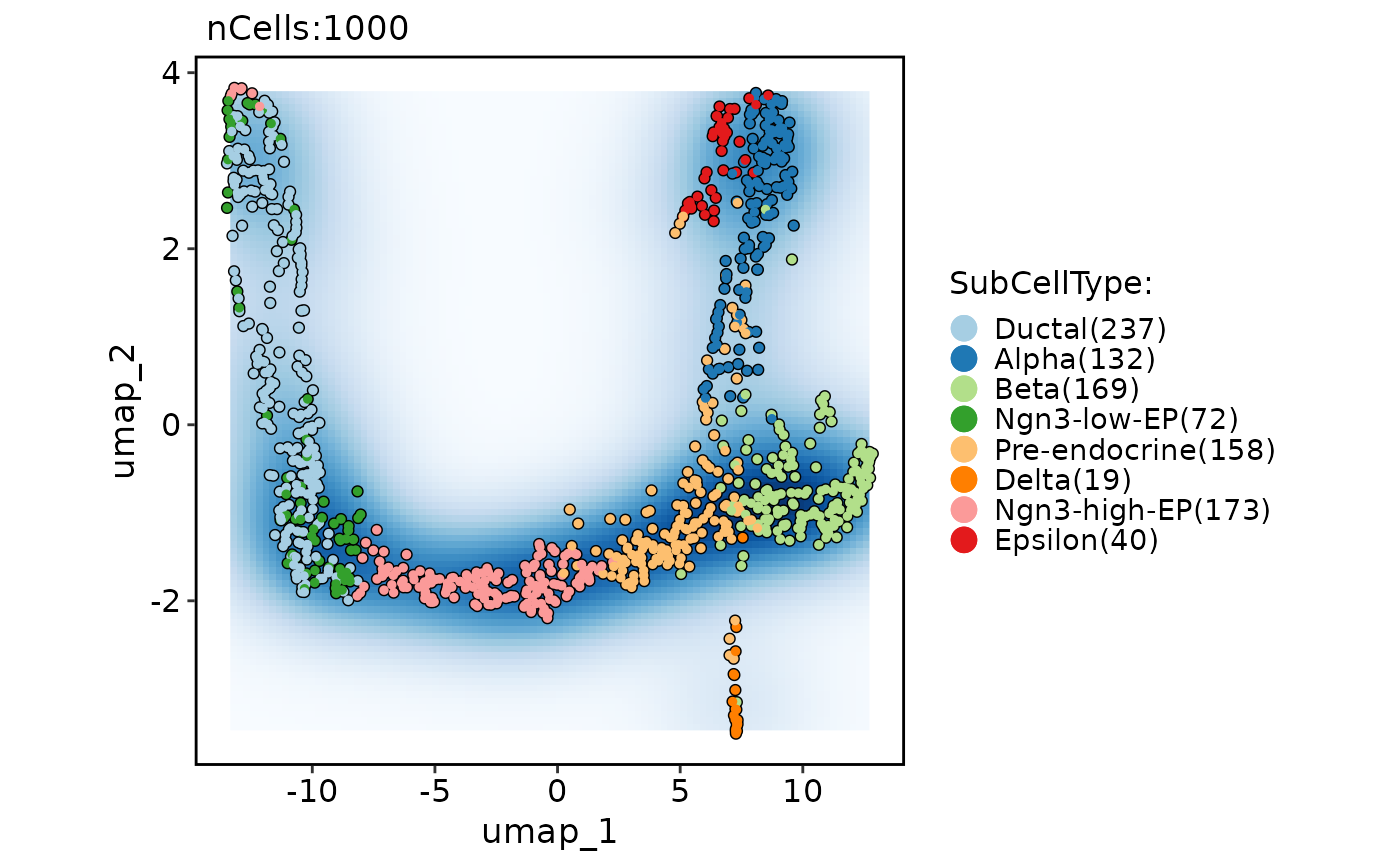 nCells:1000
4
2
0
-2
umap_2
-10 -5 0 5 10
umap_1
SubCellType:
Ductal(237)
Alpha(132)
Beta(169)
Ngn3-low-EP(72)
Pre-endocrine(158)
Delta(19)
Ngn3-high-EP(173)
Epsilon(40)